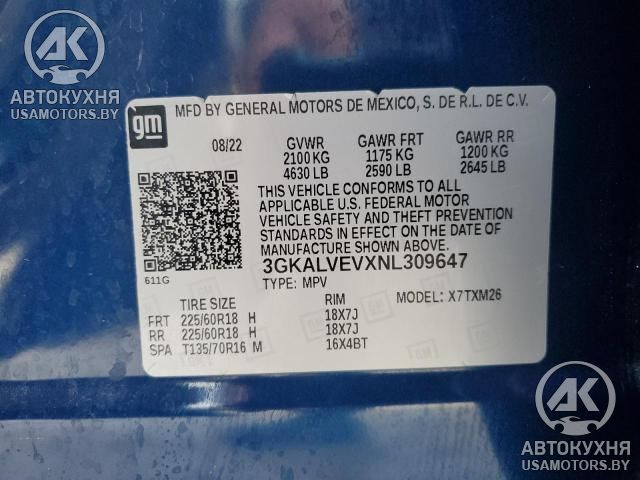 AK
АВТОКУХНЯ
USAMOTORS.BY
gm
MFD BY GENERAL MOTORS DE MEXICO, S. DE R.L. DE C.V.
08/22 GVWR GAWR FRT GAWR RR
2100 KG 1175 KG 1200 KG
4630 LB 2590 LB 2645 LB
THIS VEHICLE CONFORMS TO ALL
APPLICABLE U.S. FEDERAL MOTOR
VEHICLE SAFETY AND THEFT PREVENTION
STANDARDS IN EFFECT ON THE DATE OF
MANUFACTURE SHOWN ABOVE.
611G
3GKALVEVXNL309647
TYPE: MPV
TIRE SIZE RIM MODEL: X7TXM26
FRT 225/60R18 H 18X7J
RR 225/60R18 H 18X7J
SPA T135/70R16 M 16X4BT
AK
АВТОКУХНЯ
USAMOTORS.BY